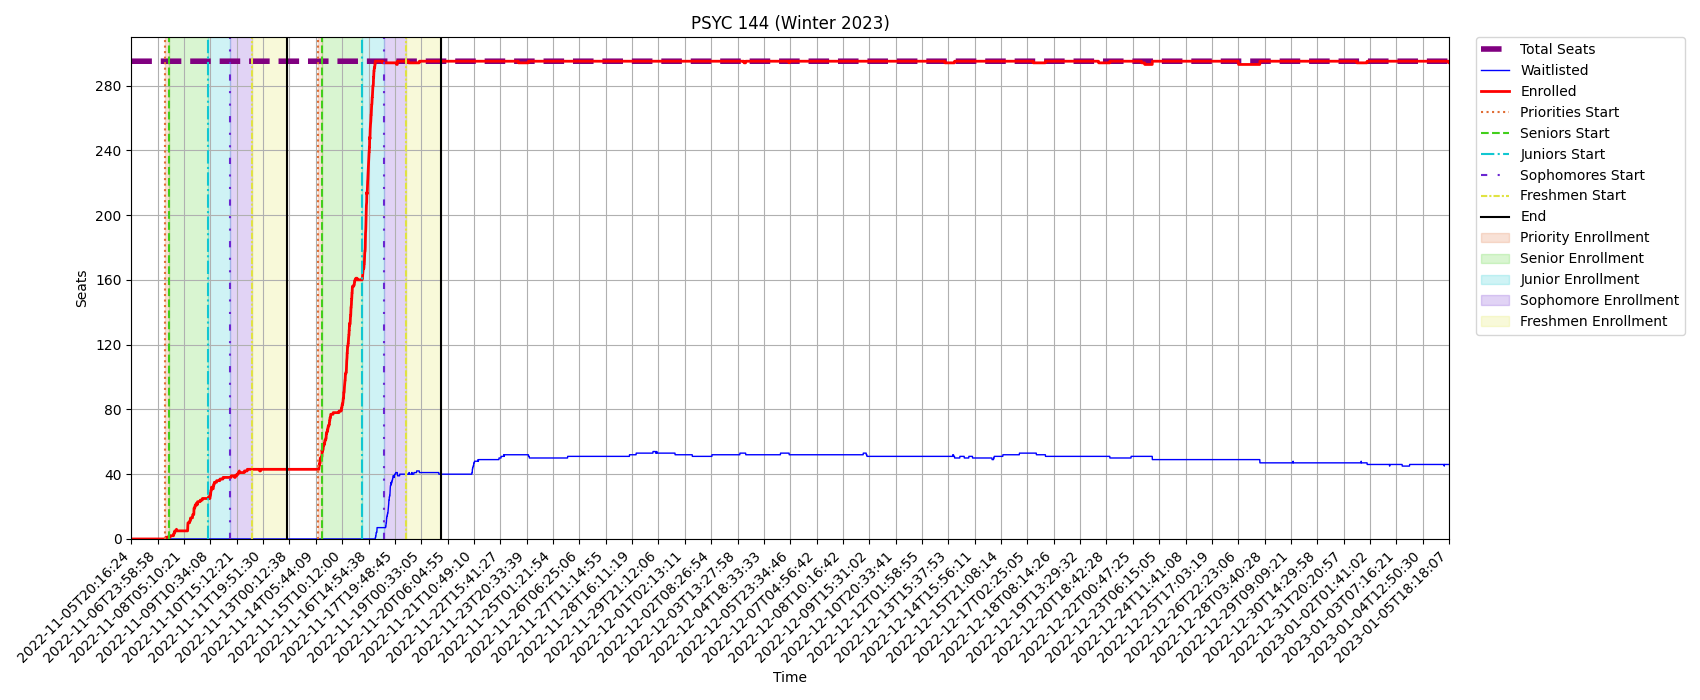 PSYC 144 (Winter 2023)
Total Seats
Waitlisted
Enrolled
Priorities Start
Seniors Start
Juniors Start
Sophomores Start
Freshmen Start
End
Priority Enrollment
Senior Enrollment
Junior Enrollment
Sophomore Enrollment
Freshmen Enrollment
Seats
280
240
200
160
120
80
40
0
2022-11-05T20:16:24
2022-11-06T23:58:58
2022-11-08T05:10:21
2022-11-09T10:34:08
2022-11-10T15:12:21
2022-11-11T19:51:30
2022-11-13T00:12:38
2022-11-14T05:44:09
2022-11-15T10:12:00
2022-11-16T14:54:38
2022-11-17T19:48:45
2022-11-19T00:33:05
2022-11-20T06:04:55
2022-11-21T10:49:10
2022-11-22T15:41:27
2022-11-23T20:33:39
2022-11-25T01:21:54
2022-11-26T06:25:06
2022-11-27T11:14:55
2022-11-28T16:11:19
2022-11-29T21:12:06
2022-12-01T02:13:11
2022-12-02T08:26:54
2022-12-03T13:27:58
2022-12-04T18:33:33
2022-12-05T23:34:46
2022-12-07T04:56:42
2022-12-08T10:16:42
2022-12-09T15:31:02
2022-12-10T20:33:41
2022-12-12T01:58:55
2022-12-13T15:37:53
2022-12-14T15:56:11
2022-12-15T21:08:14
2022-12-17T02:25:05
2022-12-18T08:14:26
2022-12-19T13:29:32
2022-12-20T18:42:28
2022-12-22T00:47:25
2022-12-23T06:15:05
2022-12-24T11:41:08
2022-12-25T17:03:19
2022-12-26T22:23:06
2022-12-28T03:40:28
2022-12-29T09:09:21
2022-12-30T14:29:58
2022-12-31T20:20:57
2023-01-02T01:41:02
2023-01-03T07:16:21
2023-01-04T12:50:30
2023-01-05T18:18:07
Time